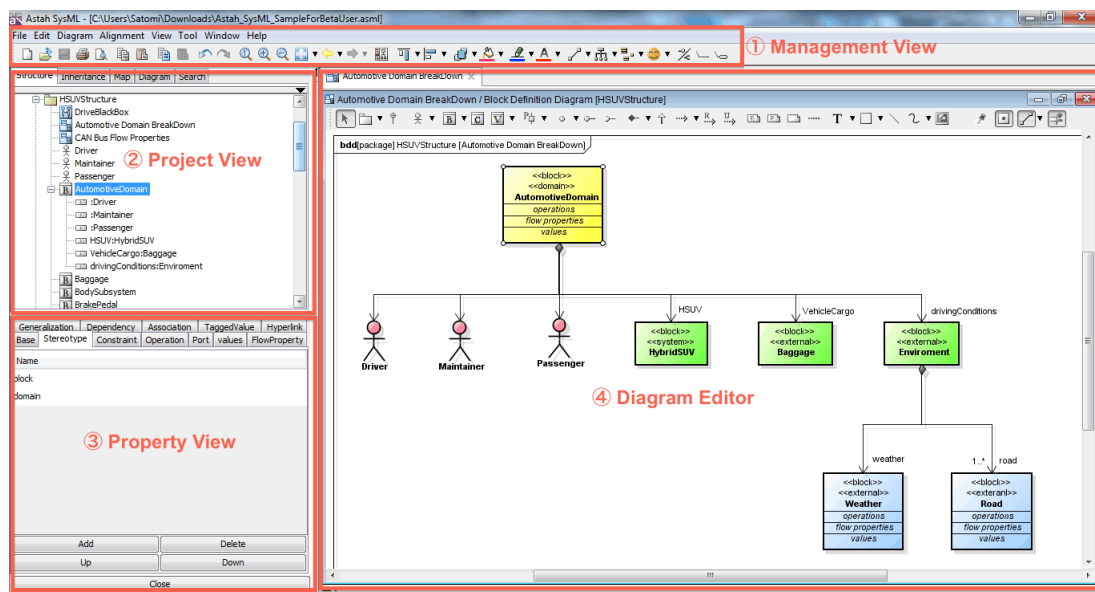 Astah SysML - [C:\Users\Satomi\Downloads\Astah_SysML_SampleForBetaUser.asml]
File Edit Diagram Alignment View Tool Window Help
① Management View
Structure Inheritance Map Diagram Search
HSUVStructure
DriveBlackBox
Automotive Domain BreakDown
CAN Bus Flow Properties
Driver
Maintainer
Passenger
② Project View
AutomotiveDomain
:Driver
:Maintainer
:Passenger
HSUV:HybridSUV
VehicleCargo:Baggage
drivingConditions:Enviroment
Baggage
BodySubsystem
BrakePedal
Generalization Dependency Association TaggedValue Hyperlink
Base Stereotype Constraint Operation Port values FlowProperty
Name
block
domain
③ Property View
Add Delete
Up Down
Close
Automotive Domain BreakDown
Automotive Domain BreakDown / Block Definition Diagram [HSUVStructure]
bdd[package] HSUVStructure [Automotive Domain BreakDown]
<<block>>
<<domain>>
AutomotiveDomain
operations
flow properties
values
HSUV VehicleCargo drivingConditions
Driver
Maintainer
Passenger
<<block>>
<<system>>
HybridSUV
<<block>>
<<external>>
Baggage
<<block>>
<<external>>
Enviroment
④ Diagram Editor
weather 1..* road
<<block>>
<<external>>
Weather
operations
flow properties
values
<<block>>
<<exteranl>>
Road
operations
flow properties
values